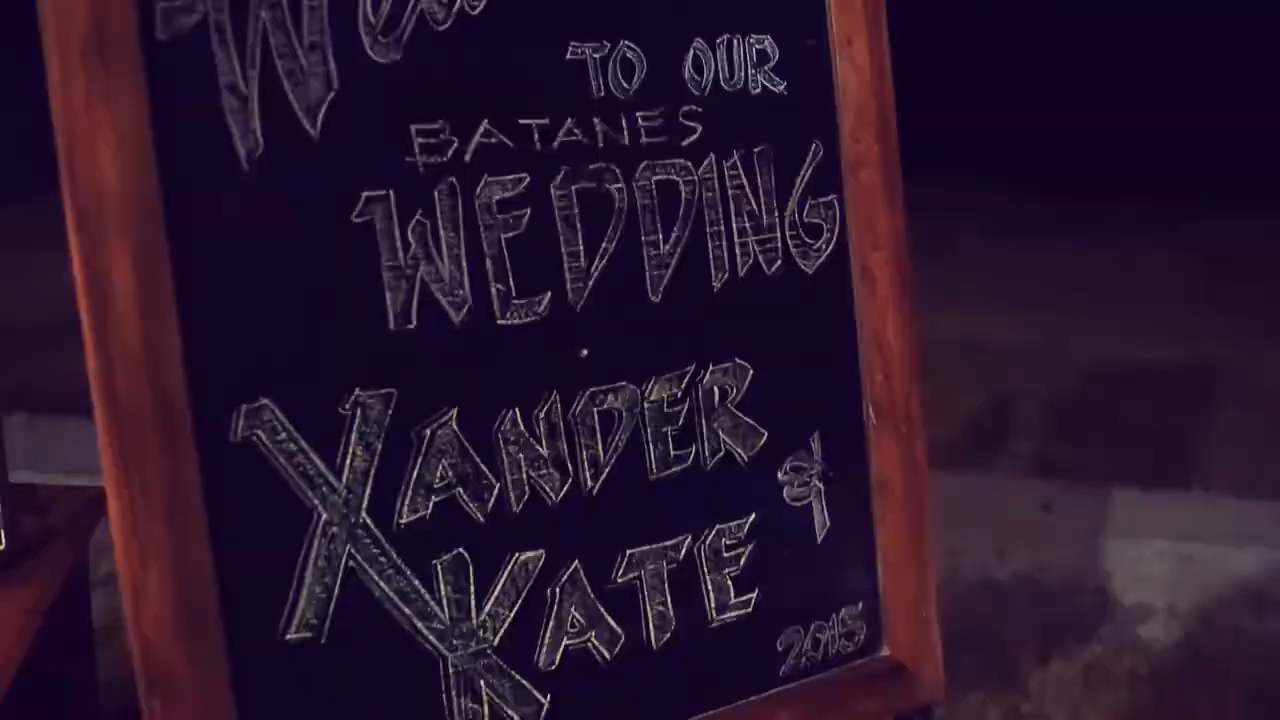 TO OUR
BATANES
WEDDING
XANDER
&
KATE
2015